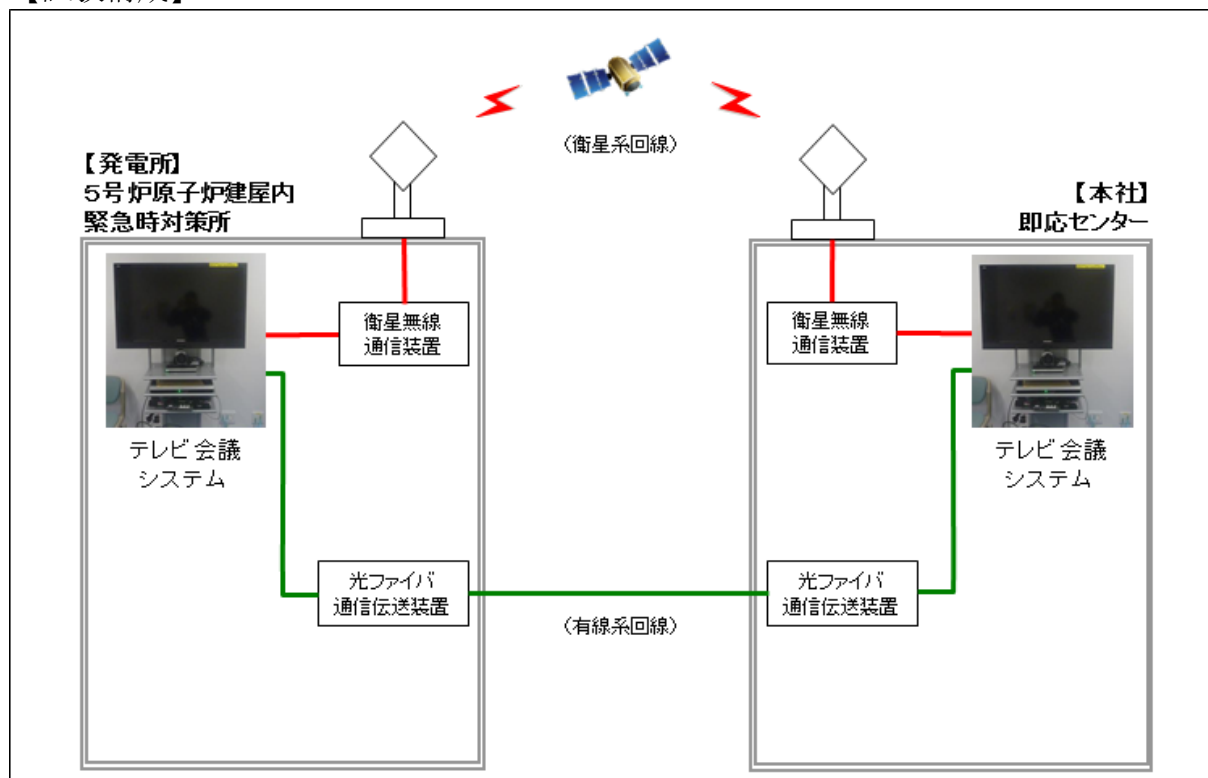 （衛星系回線）
【発電所】
５号炉原子炉建屋内
緊急時対策所
【本社】
即応センター
衛星無線
通信装置
衛星無線
通信装置
テレビ会議
システム
テレビ会議
システム
光ファイバ
通信伝送装置
光ファイバ
通信伝送装置
（有線系回線）